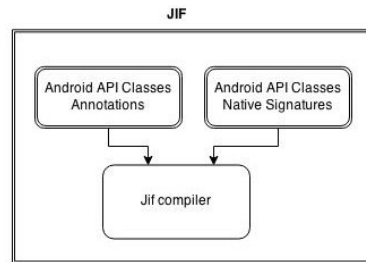 JIF
Android API Classes
Annotations
Android API Classes
Native Signatures
Jif compiler